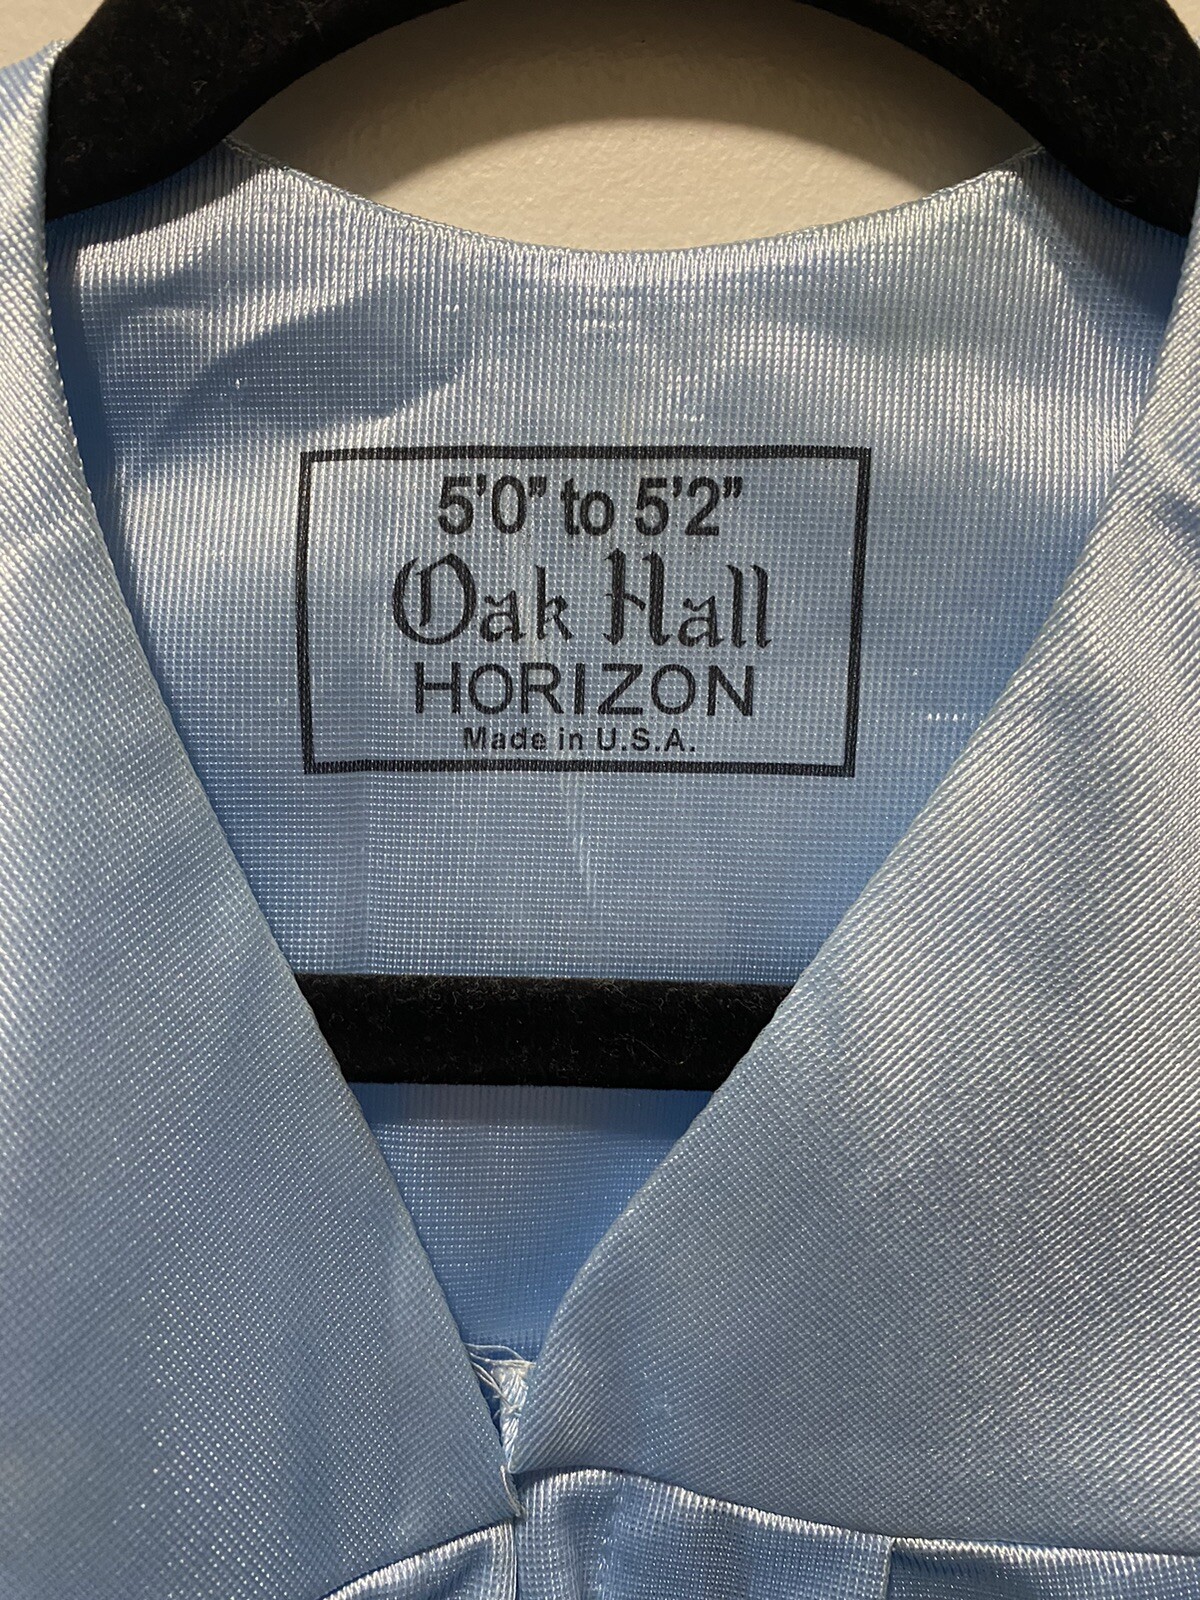 5'0" to 5'2"
Oak Hall
HORIZON
Made in U.S.A.